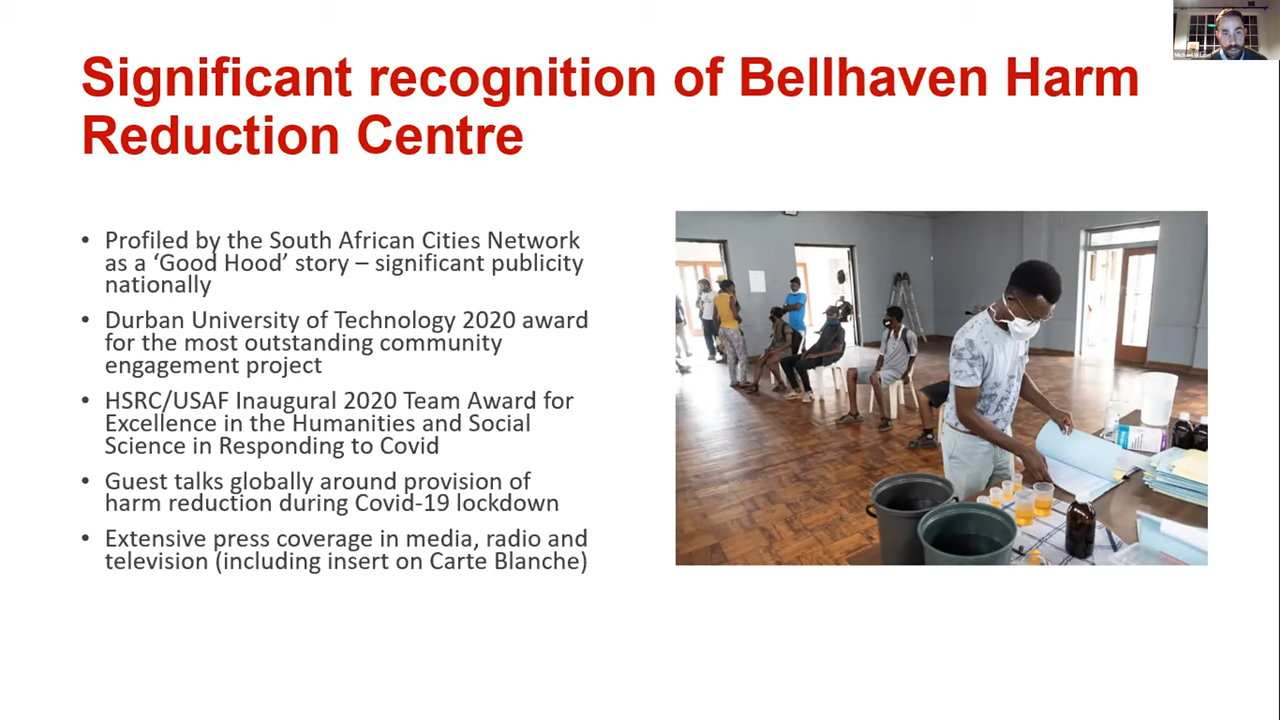 Significant recognition of Bellhaven Harm
Reduction Centre
• Profiled by the South African Cities Network
as a ‘Good Hood’ story – significant publicity
nationally
• Durban University of Technology 2020 award
for the most outstanding community
engagement project
• HSRC/USAF Inaugural 2020 Team Award for
Excellence in the Humanities and Social
Science in Responding to Covid
• Guest talks globally around provision of
harm reduction during Covid-19 lockdown
• Extensive press coverage in media, radio and
television (including insert on Carte Blanche)
Michael